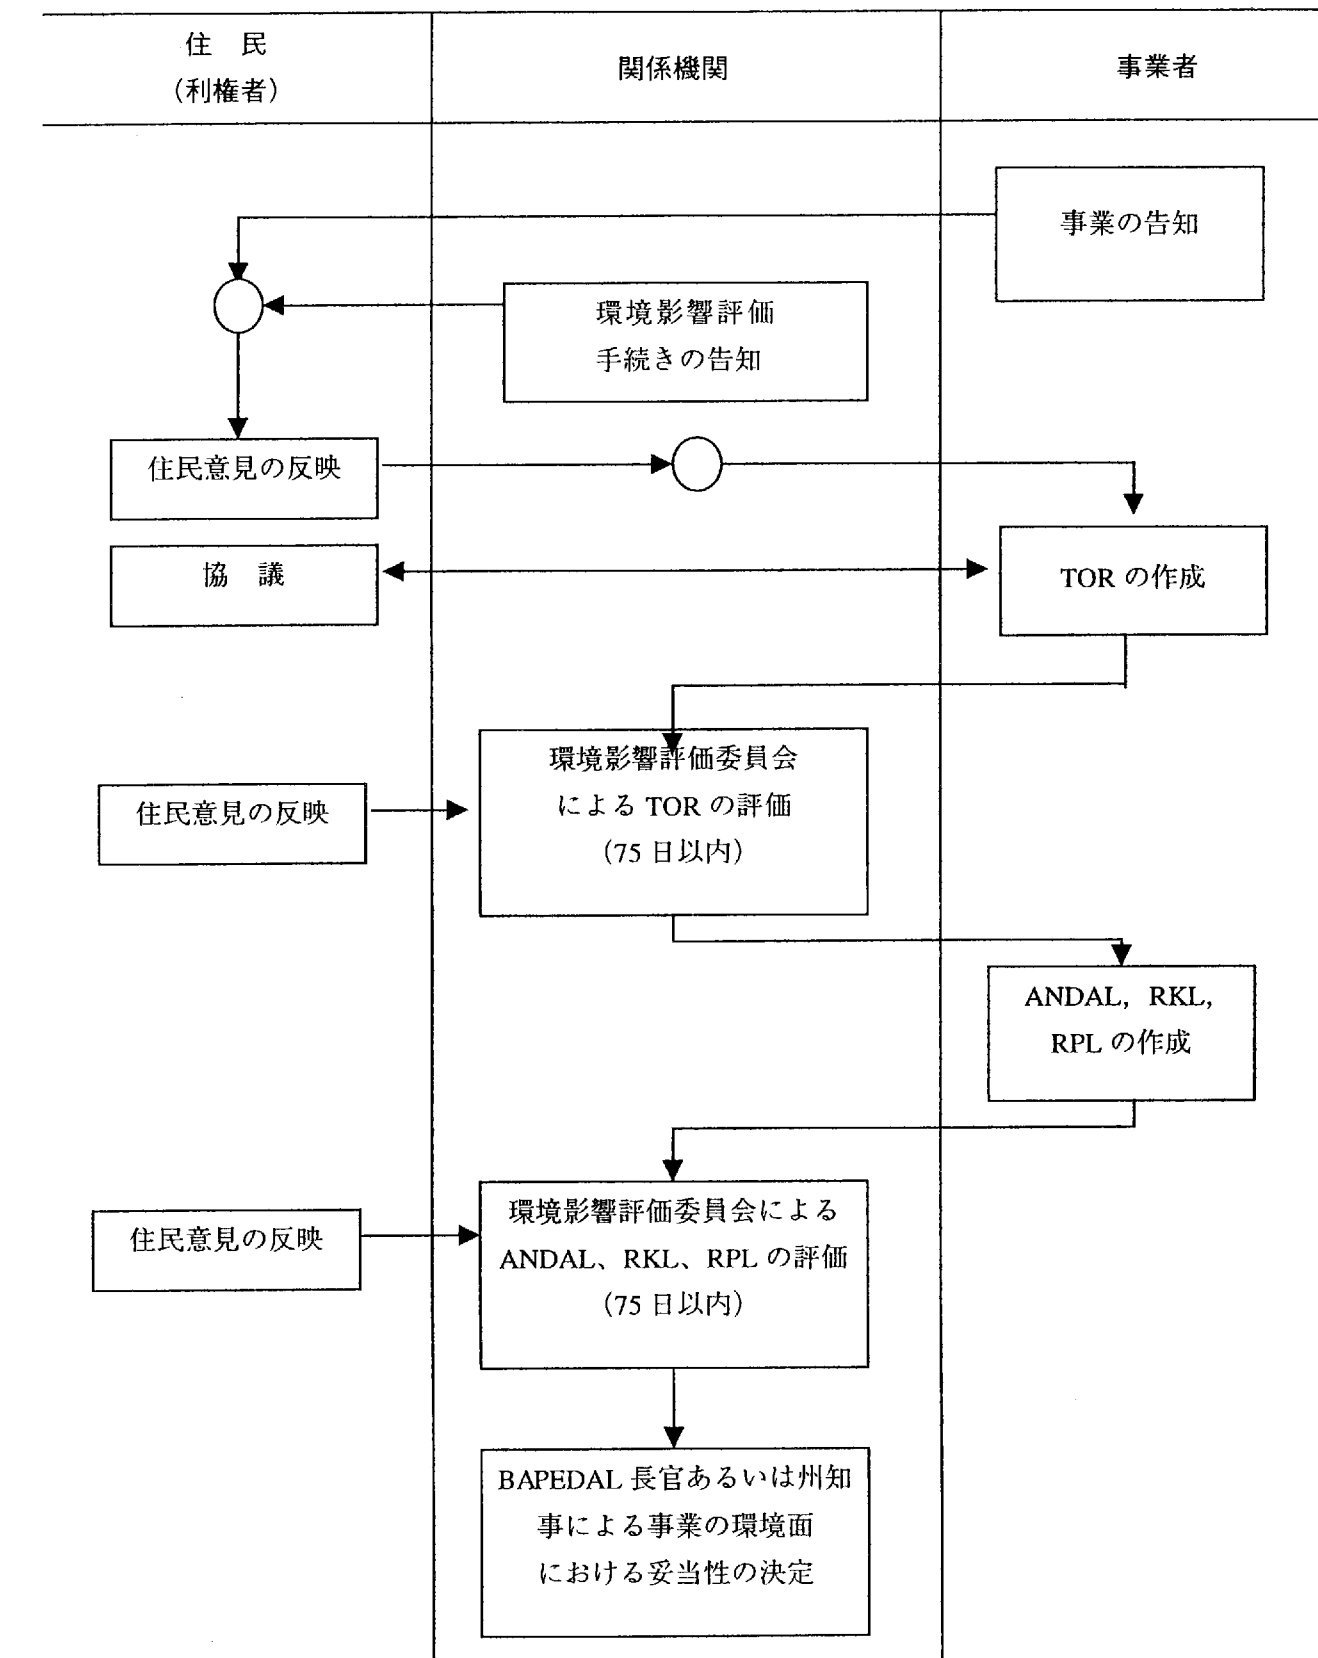 住　民
（利権者）
関係機関
事業者
事業の告知
環境影響評価
手続きの告知
住民意見の反映
協　議
TOR の作成
環境影響評価委員会
による TOR の評価
（75 日以内）
住民意見の反映
ANDAL，RKL,
RPL の作成
環境影響評価委員会による
ANDAL、RKL、RPL の評価
（75 日以内）
住民意見の反映
BAPEDAL 長官あるいは州知
事による事業の環境面
における妥当性の決定